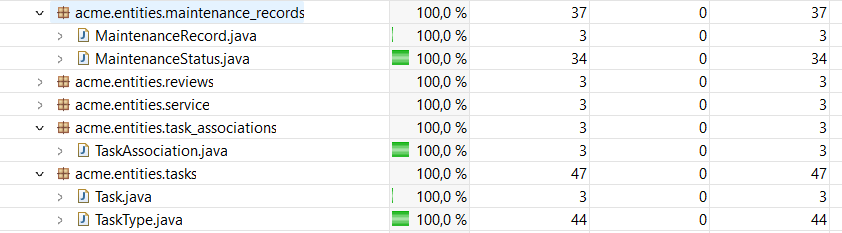 acme.entities.maintenance_records 100,0 % 37 0 37
MaintenanceRecord.java 100,0 % 3 0 3
MaintenanceStatus.java 100,0 % 34 0 34
acme.entities.reviews 100,0 % 3 0 3
acme.entities.service 100,0 % 3 0 3
acme.entities.task_associations 100,0 % 3 0 3
TaskAssociation.java 100,0 % 3 0 3
acme.entities.tasks 100,0 % 47 0 47
Task.java 100,0 % 3 0 3
TaskType.java 100,0 % 44 0 44